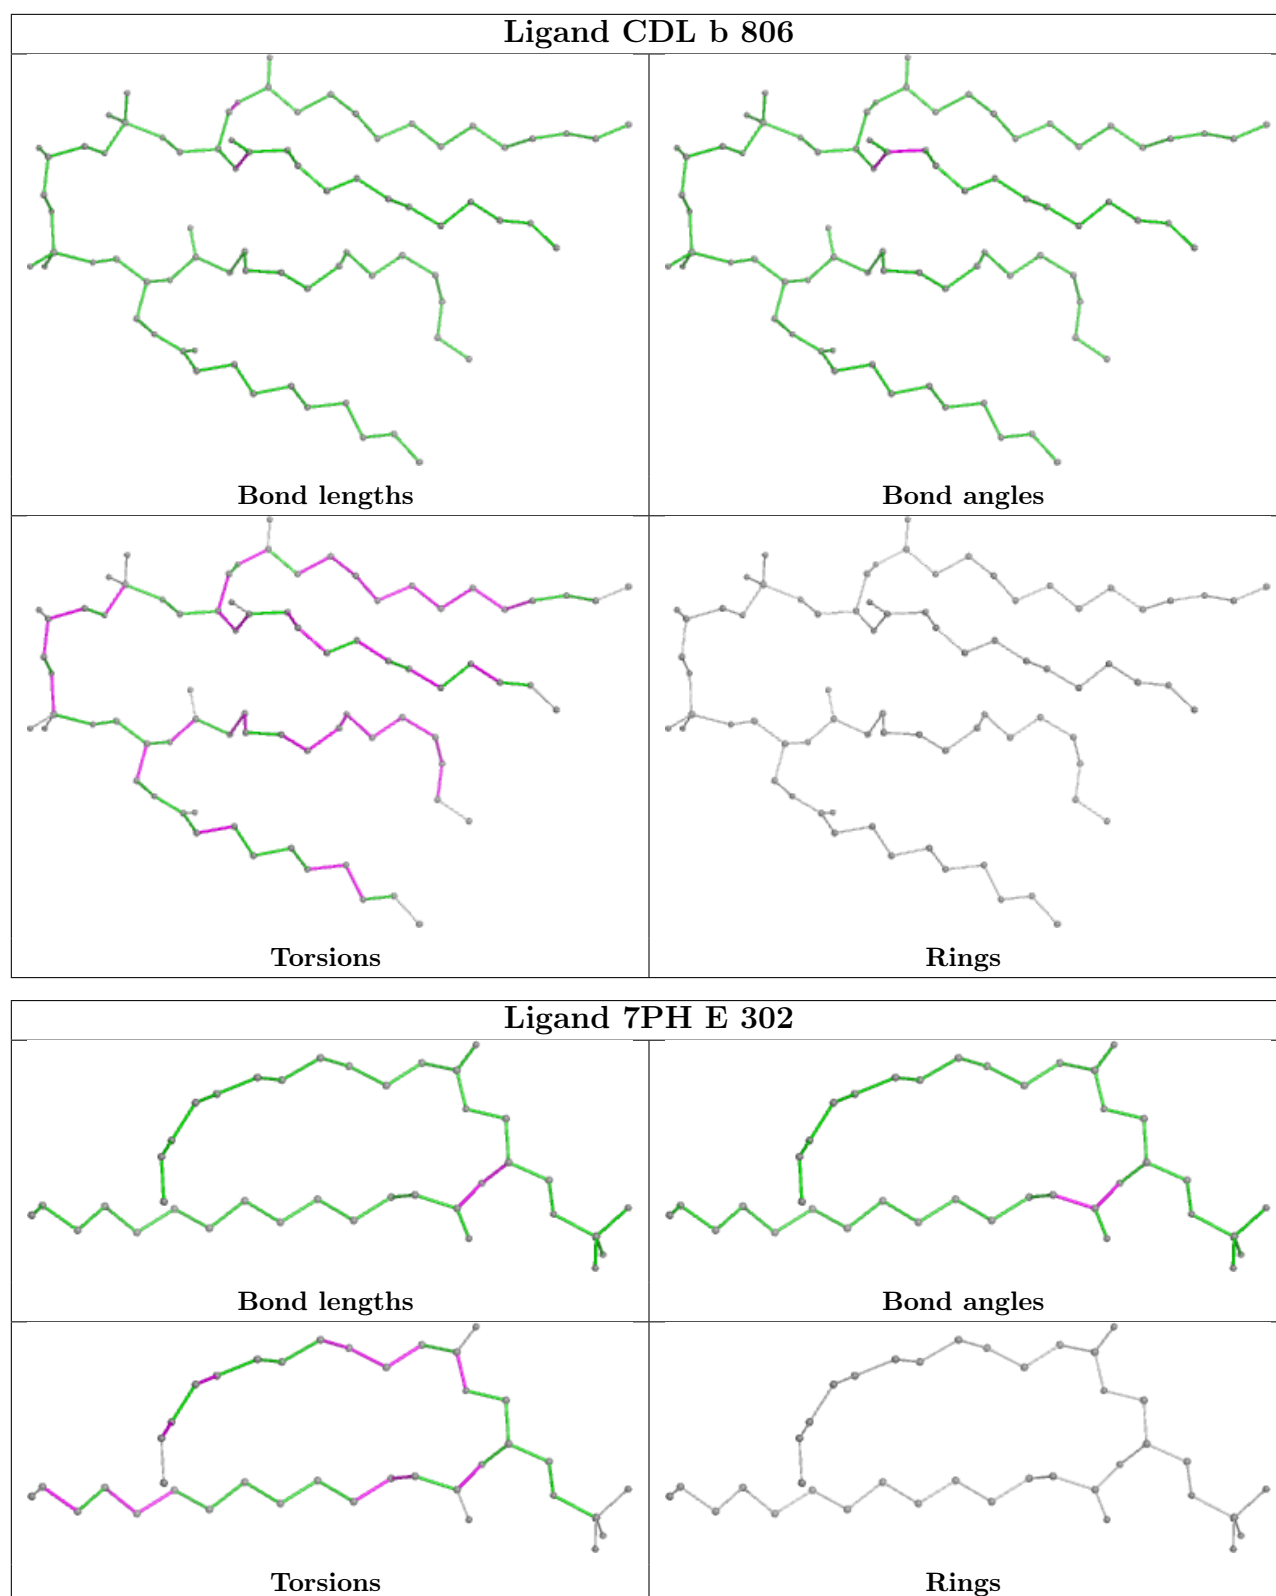 Ligand CDL b 806
Bond lengths
Bond angles
Torsions
Rings
Ligand 7PH E 302
Bond lengths
Bond angles
Torsions
Rings